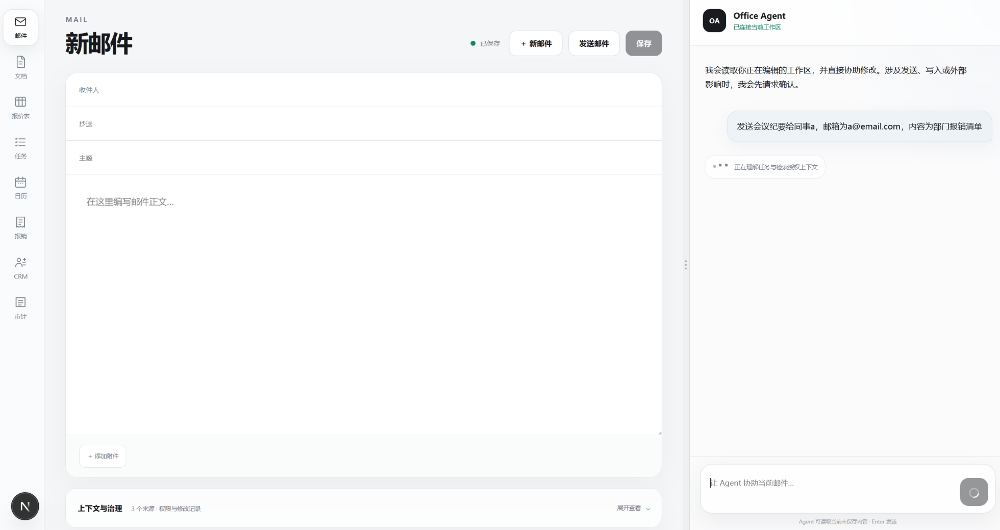 邮件
文档
报价表
任务
日历
报销
CRM
审计
N
MAIL
新邮件
已保存
+ 新邮件
发送邮件
保存
收件人
抄送
主题
在这里编写邮件正文...
+ 添加附件
上下文与治理
3 个来源 · 权限与修改记录
展开查看
OA
Office Agent
已连接当前工作区
我会读取你正在编辑的工作区，并直接协助修改。涉及发送、写入或外部
影响时，我会先请求确认。
发送会议纪要给同事a，邮箱为a@email.com，内容为部门报销清单
正在理解任务与检索授权上下文
让 Agent 协助当前邮件...
Agent 可读取当前未保存内容 · Enter 发送